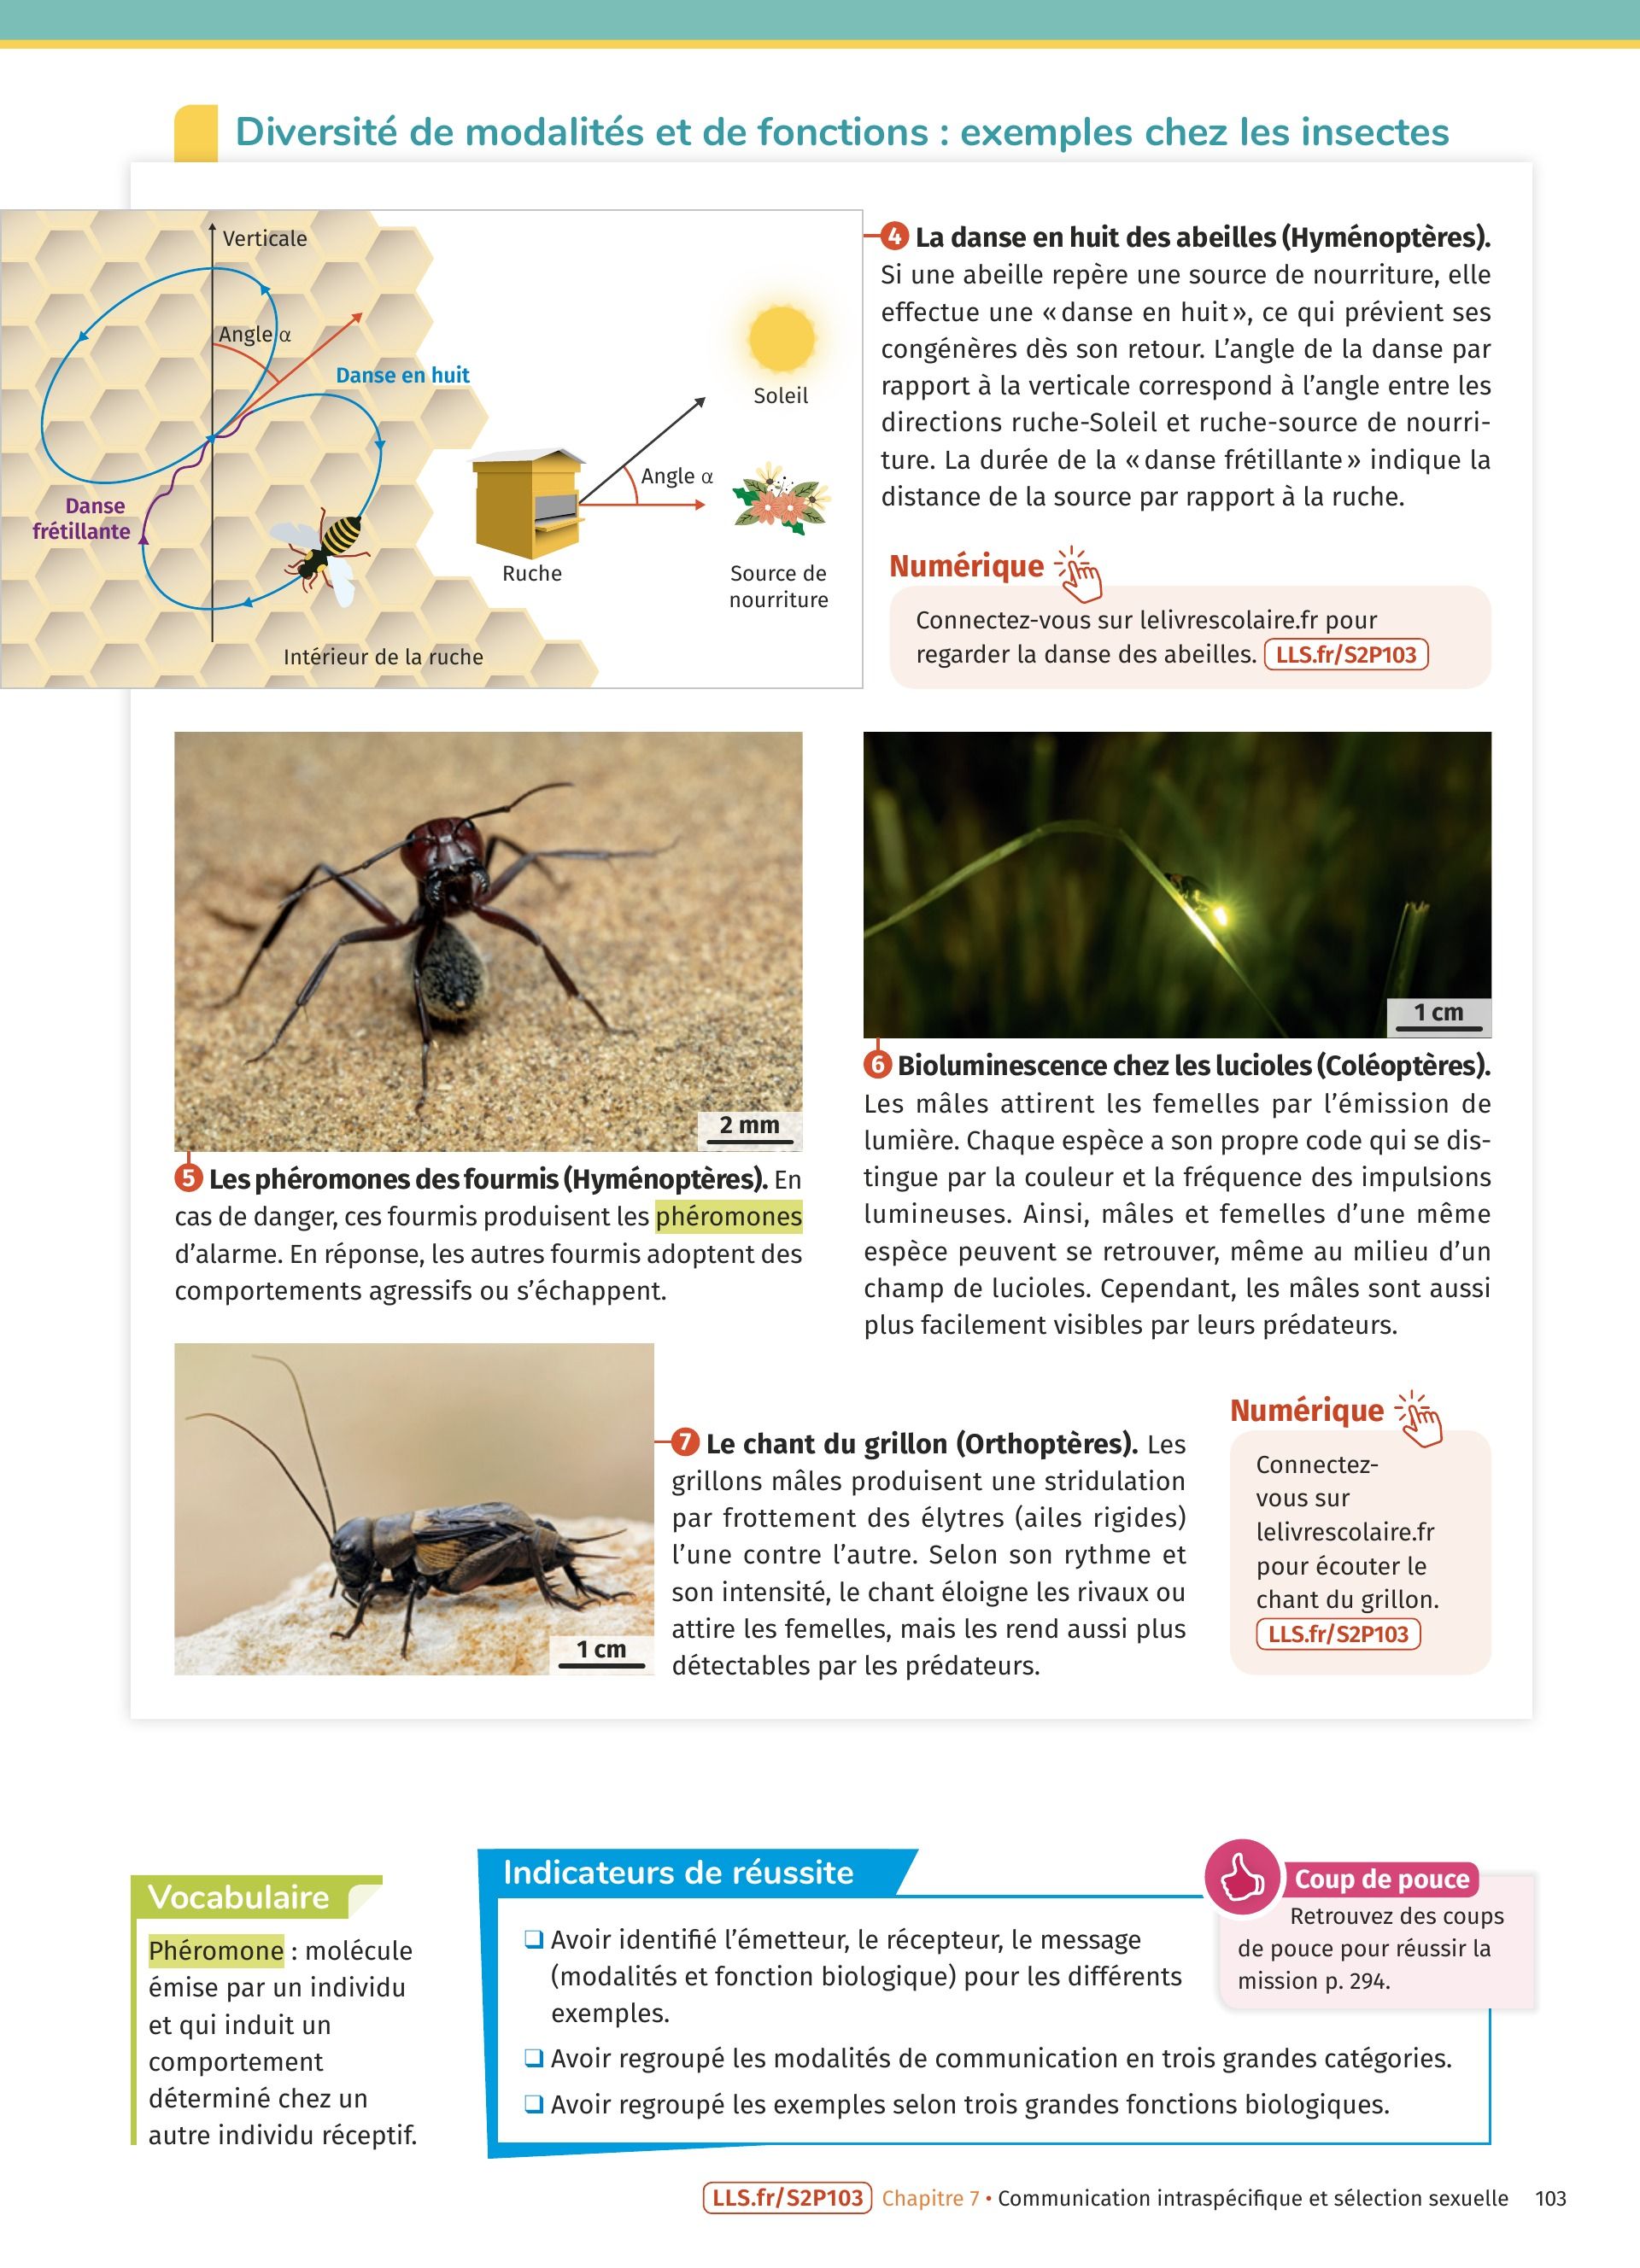 Diversité de modalités et de fonctions : exemples chez les insectes
Verticale
Angle α
Danse en huit
Danse
frétillante
Intérieur de la ruche
Soleil
Angle α
Ruche
Source de
nourriture
4 La danse en huit des abeilles (Hyménoptères).
Si une abeille repère une source de nourriture, elle
effectue une « danse en huit », ce qui prévient ses
congénères dès son retour. L’angle de la danse par
rapport à la verticale correspond à l’angle entre les
directions ruche-Soleil et ruche-source de nourri-
ture. La durée de la « danse frétillante » indique la
distance de la source par rapport à la ruche.
Numérique
Connectez-vous sur lelivrescolaire.fr pour
regarder la danse des abeilles. LLS.fr/S2P103
2 mm
5 Les phéromones des fourmis (Hyménoptères). En
cas de danger, ces fourmis produisent les phéromones
d’alarme. En réponse, les autres fourmis adoptent des
comportements agressifs ou s’échappent.
1 cm
6 Bioluminescence chez les lucioles (Coléoptères).
Les mâles attirent les femelles par l’émission de
lumière. Chaque espèce a son propre code qui se dis-
tingue par la couleur et la fréquence des impulsions
lumineuses. Ainsi, mâles et femelles d’une même
espèce peuvent se retrouver, même au milieu d’un
champ de lucioles. Cependant, les mâles sont aussi
plus facilement visibles par leurs prédateurs.
1 cm
7 Le chant du grillon (Orthoptères). Les
grillons mâles produisent une stridulation
par frottement des élytres (ailes rigides)
l’une contre l’autre. Selon son rythme et
son intensité, le chant éloigne les rivaux ou
attire les femelles, mais les rend aussi plus
détectables par les prédateurs.
Numérique
Connectez-
vous sur
lelivrescolaire.fr
pour écouter le
chant du grillon.
LLS.fr/S2P103
Vocabulaire
Phéromone : molécule
émise par un individu
et qui induit un
comportement
déterminé chez un
autre individu réceptif.
Indicateurs de réussite
❑ Avoir identifié l’émetteur, le récepteur, le message
(modalités et fonction biologique) pour les différents
exemples.
❑ Avoir regroupé les modalités de communication en trois grandes catégories.
❑ Avoir regroupé les exemples selon trois grandes fonctions biologiques.
Coup de pouce
Retrouvez des coups
de pouce pour réussir la
mission p. 294.
LLS.fr/S2P103 Chapitre 7 • Communication intraspécifique et sélection sexuelle 103